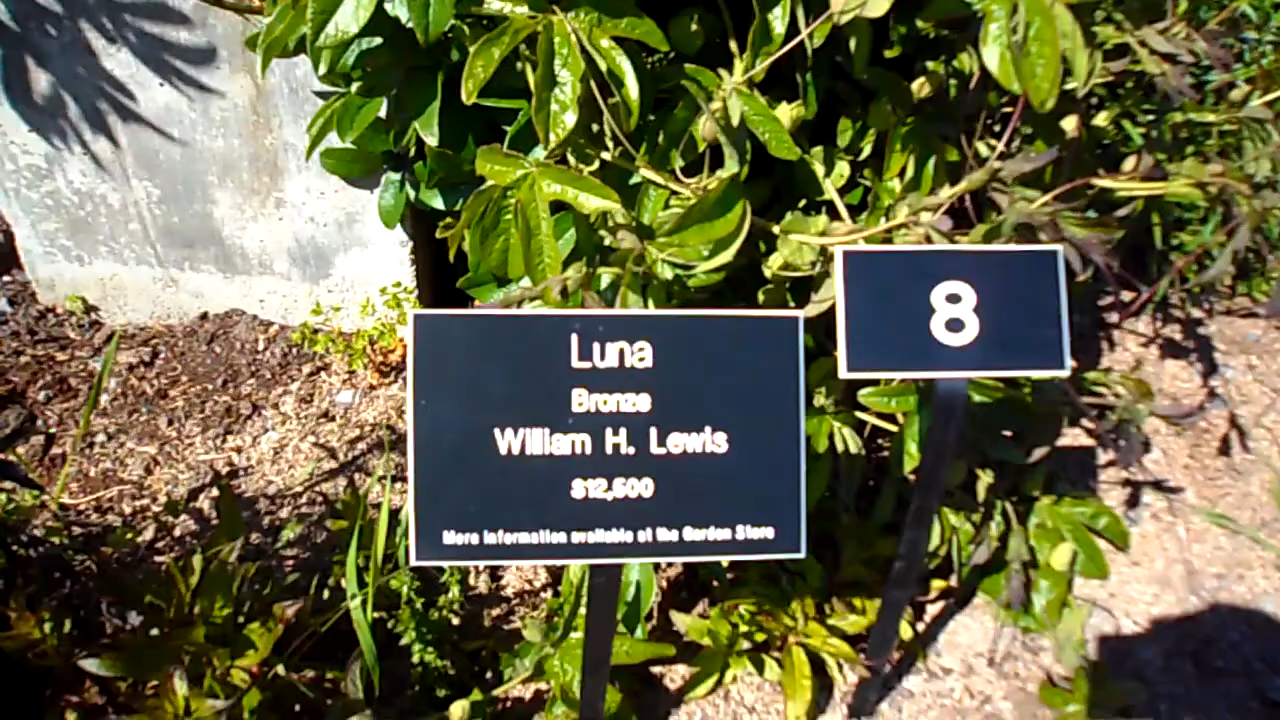 Luna
Bronze
William H. Lewis
$12,500
More information available at the Garden Store
8